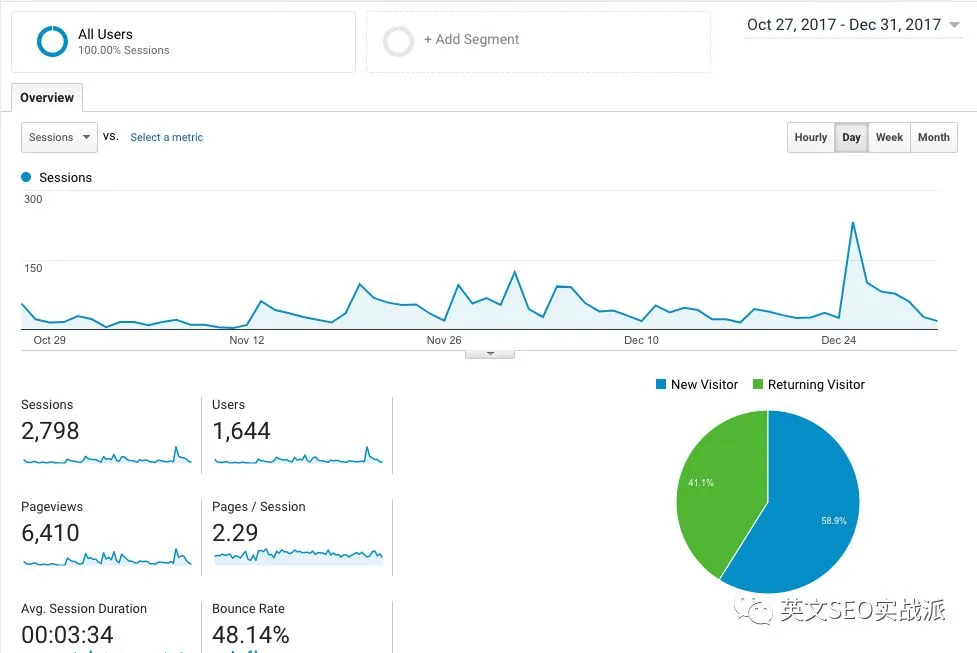 All Users
100.00% Sessions
+ Add Segment
Oct 27, 2017 - Dec 31, 2017
Overview
Sessions vs. Select a metric
Hourly Day Week Month
Sessions
300
150
Oct 29 Nov 12 Nov 26 Dec 10 Dec 24
New Visitor Returning Visitor
Sessions
2,798
Users
1,644
Pageviews
6,410
Pages / Session
2.29
Avg. Session Duration
00:03:34
Bounce Rate
48.14%
41.1%
58.9%
英文SEO实战派